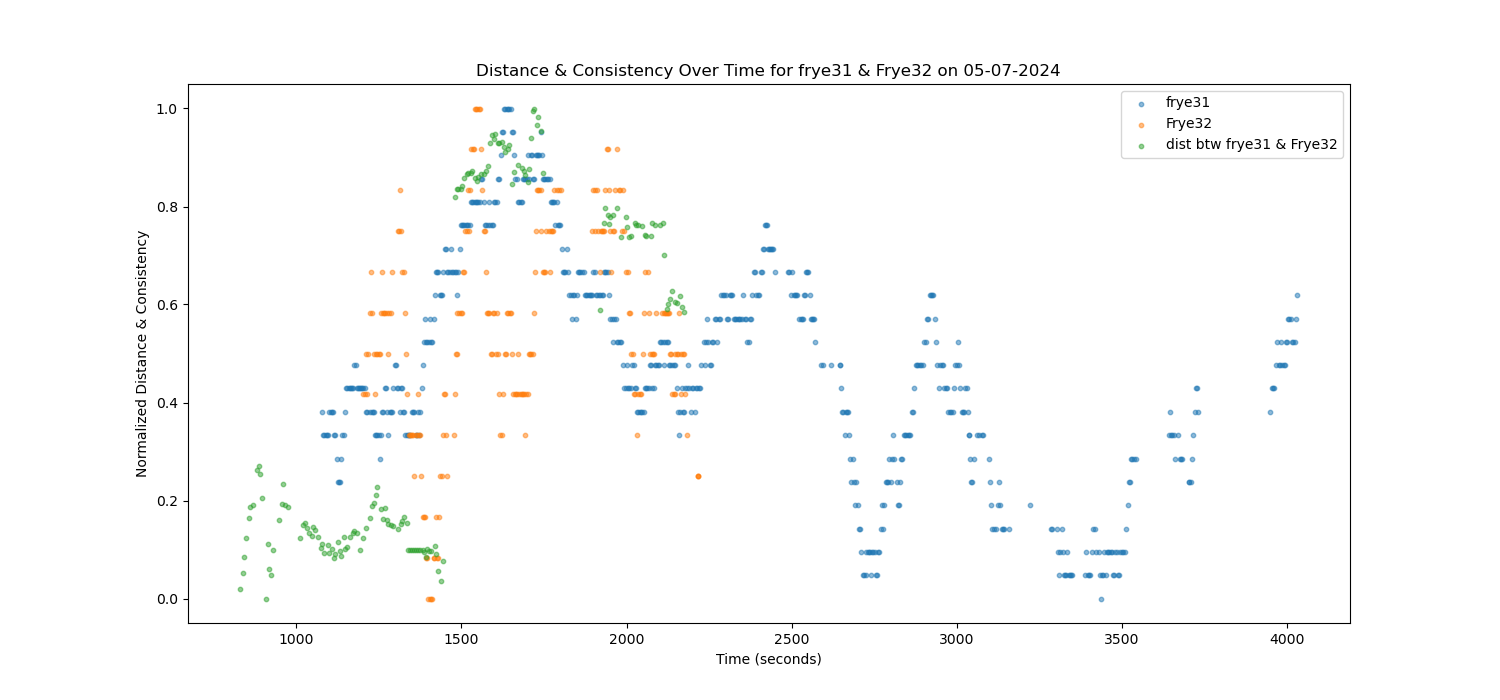 Distance & Consistency Over Time for frye31 & Frye32 on 05-07-2024
frye31
Frye32
dist btw frye31 & Frye32
Normalized Distance & Consistency
1.0
0.8
0.6
0.4
0.2
0.0
1000 1500 2000 2500 3000 3500 4000
Time (seconds)